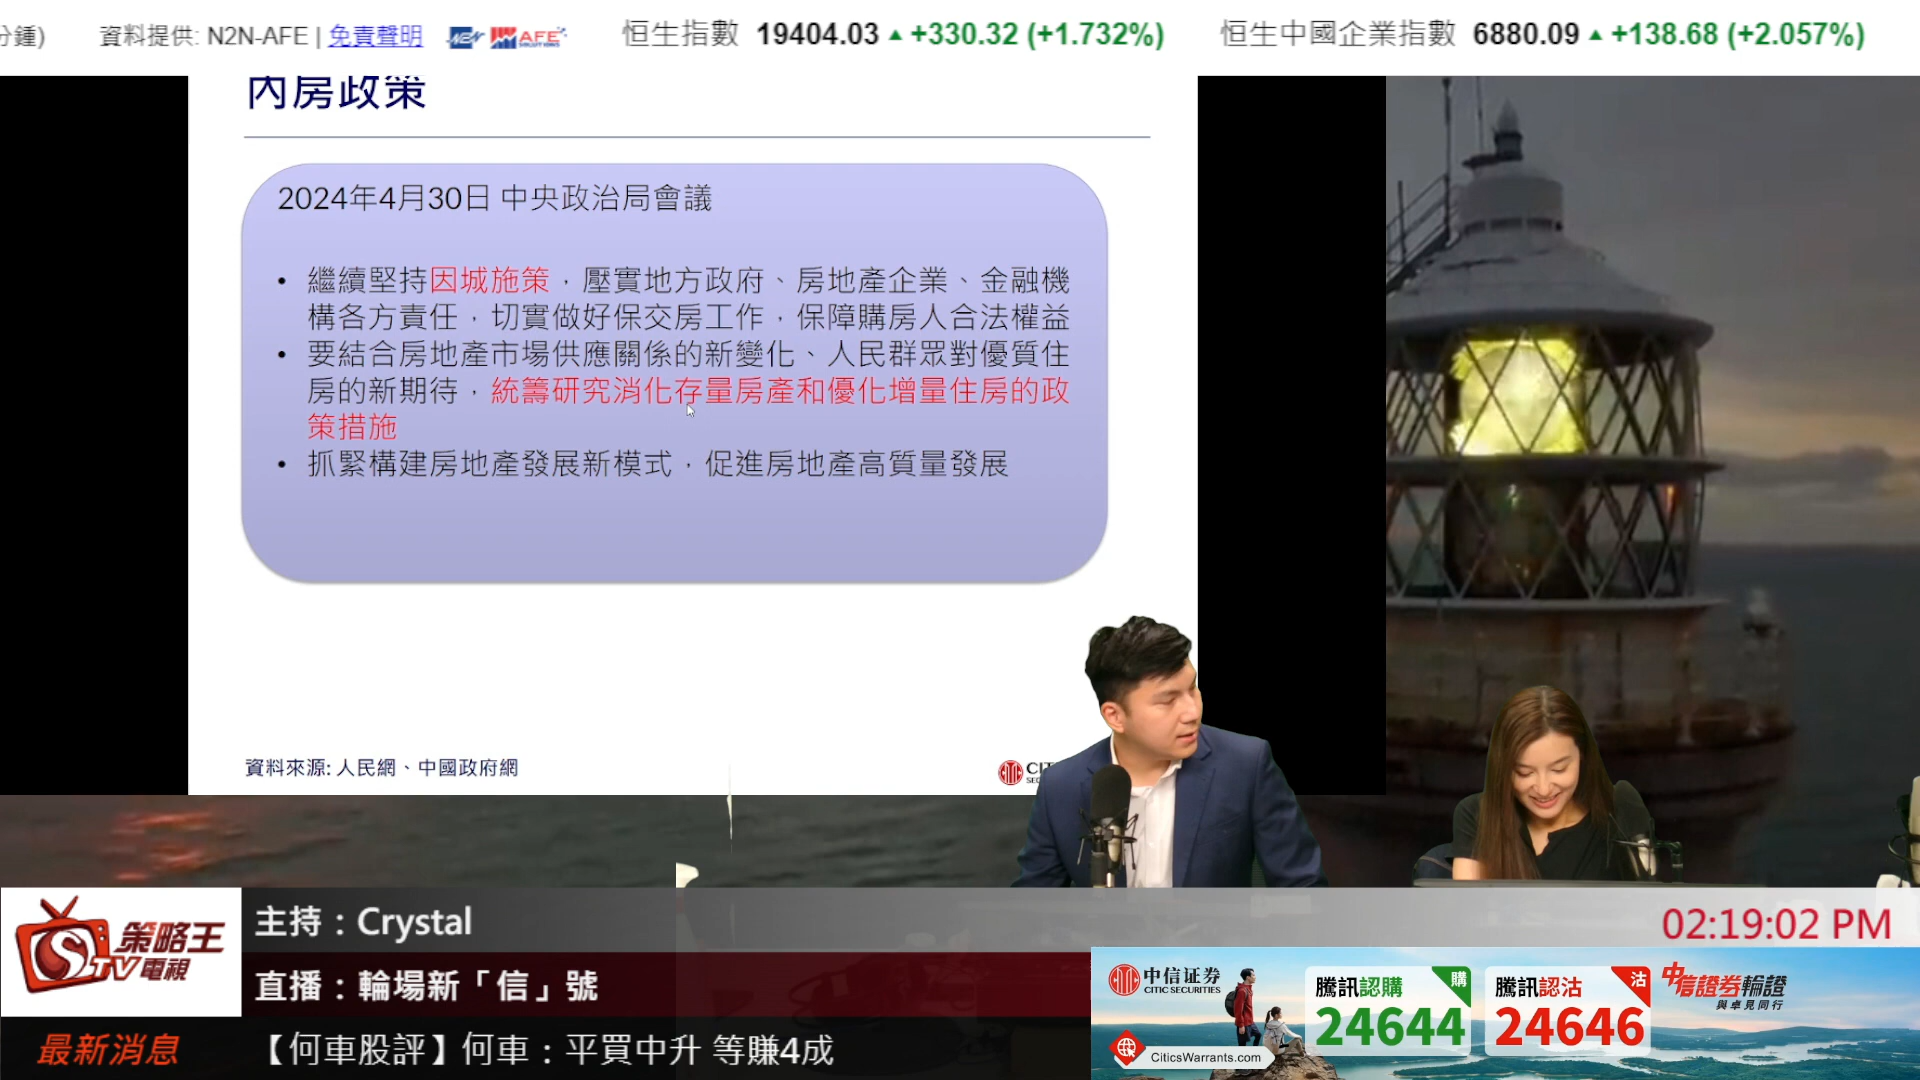 分鐘)
資料提供: N2N-AFE | 免責聲明 N2N AFE SOLUTIONS 恒生指數 19404.03 ▲ +330.32 (+1.732%) 恒生中國企業指數 6880.09 ▲ +138.68 (+2.057%)
內房政策
2024年4月30日 中央政治局會議
• 繼續堅持因城施策，壓實地方政府、房地產企業、金融機
構各方責任，切實做好保交房工作，保障購房人合法權益
• 要結合房地產市場供應關係的新變化、人民群眾對優質住
房的新期待，統籌研究消化存量房產和優化增量住房的政
策措施
• 抓緊構建房地產發展新模式，促進房地產高質量發展
資料來源: 人民網、中國政府網
策略王
STV 電視
主持：Crystal
02:19:02 PM
直播：輪場新「信」號
最新消息
【何車股評】何車：平買中升 等賺4成
中信证券
CITIC SECURITIES
CiticsWarrants.com
騰訊認購 購
24644
騰訊認沽 沽
24646
中信證券輪證
與卓見同行